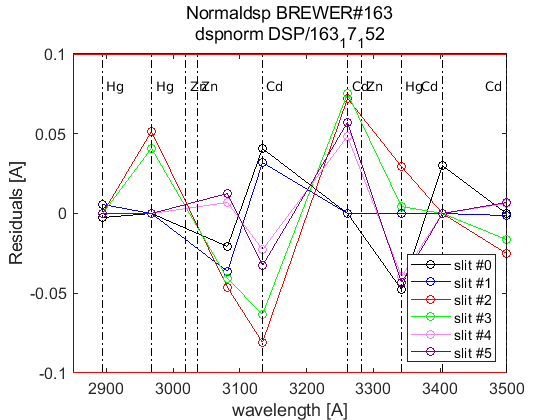 Normaldsp BREWER#163
dspnorm DSP/163₁7₁52
0.1
0.05
0
-0.05
-0.1
Residuals [A]
Hg Hg Zn Zn Cd Cd Zn Hg Cd Cd
slit #0
slit #1
slit #2
slit #3
slit #4
slit #5
2900 3000 3100 3200 3300 3400 3500
wavelength [A]